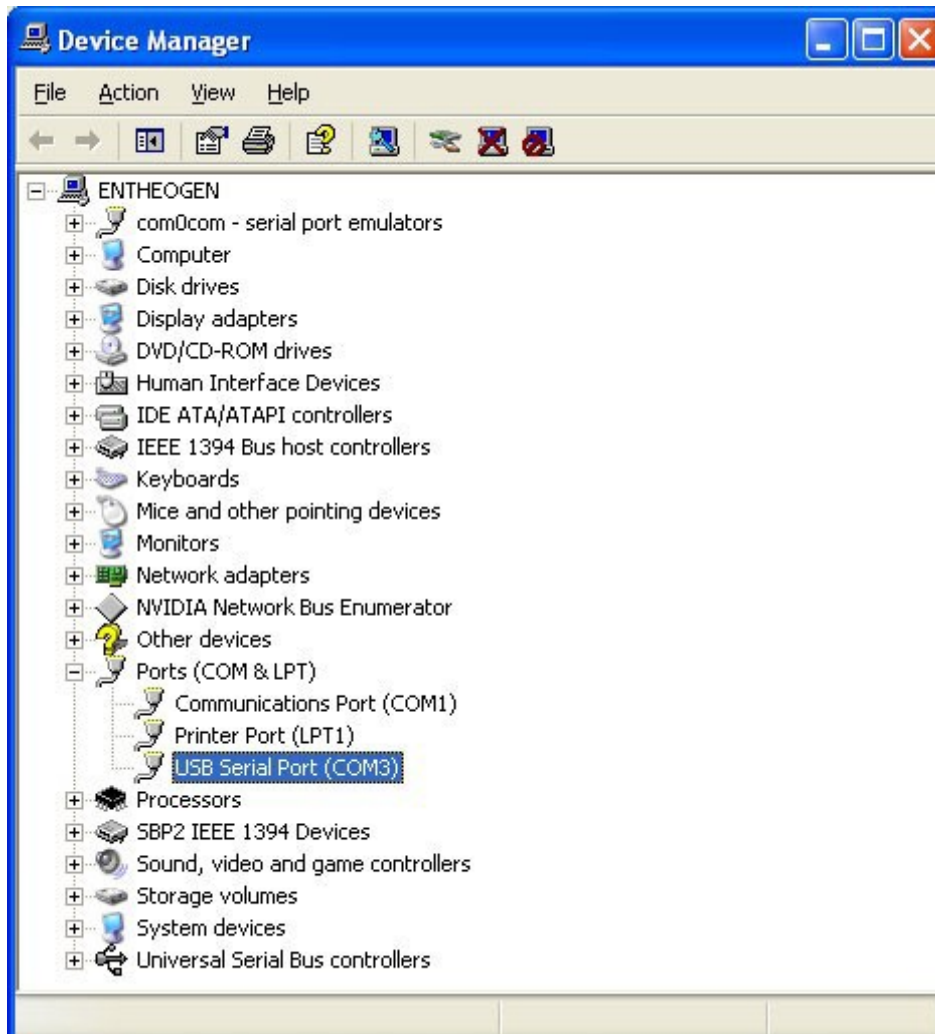 Device Manager
File Action View Help
ENTHEOGEN
com0com - serial port emulators
Computer
Disk drives
Display adapters
DVD/CD-ROM drives
Human Interface Devices
IDE ATA/ATAPI controllers
IEEE 1394 Bus host controllers
Keyboards
Mice and other pointing devices
Monitors
Network adapters
NVIDIA Network Bus Enumerator
Other devices
Ports (COM & LPT)
Communications Port (COM1)
Printer Port (LPT1)
USB Serial Port (COM3)
Processors
SBP2 IEEE 1394 Devices
Sound, video and game controllers
Storage volumes
System devices
Universal Serial Bus controllers